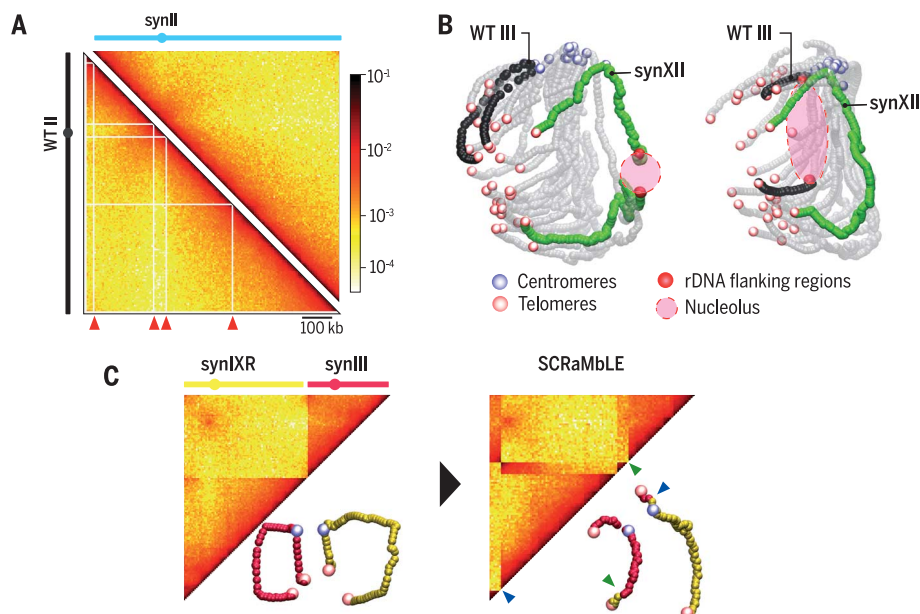 A
synII
WT II
10-1
10-2
10-3
10-4
100 kb
B
WT III
synXII
WT III
synXII
Centromeres
Telomeres
rDNA flanking regions
Nucleolus
C
synIXR
synIII
SCRaMbLE